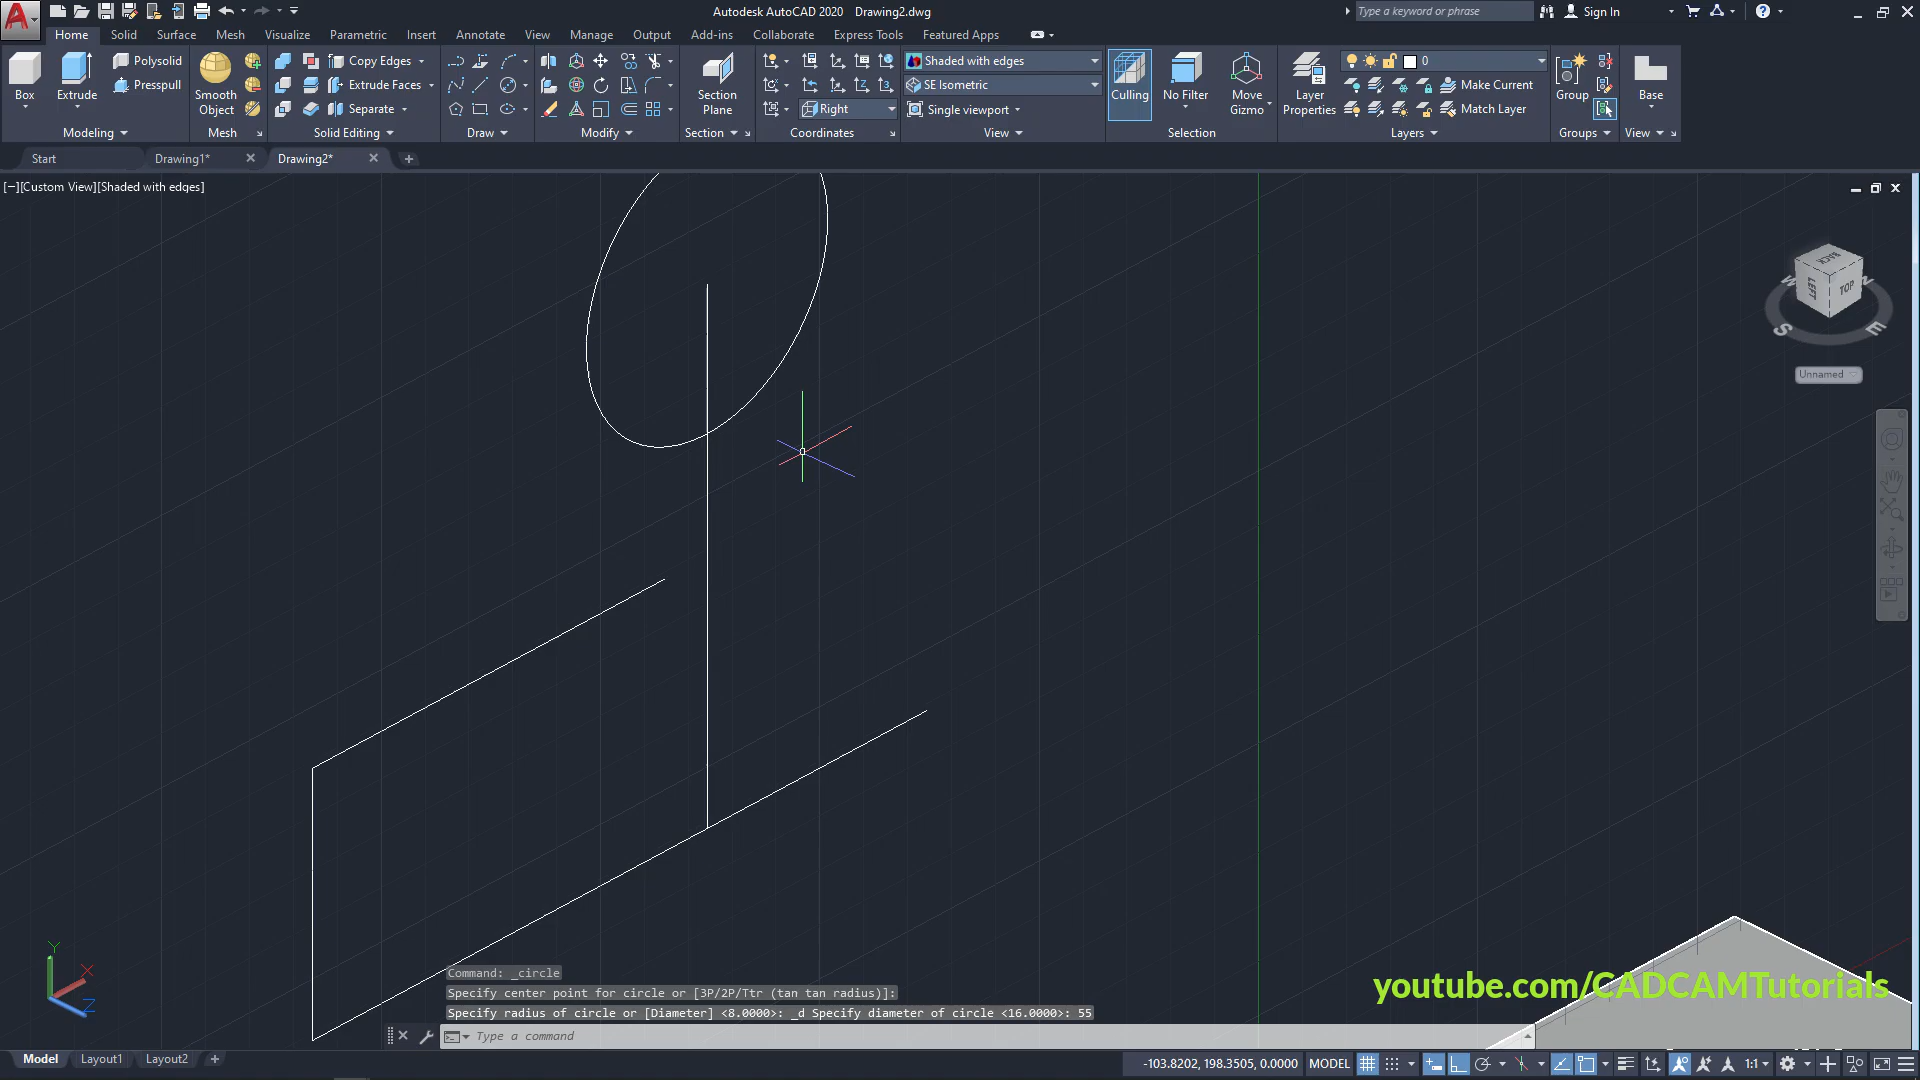 Autodesk AutoCAD 2020 Drawing2.dwg
Type a keyword or phrase
Sign In
Home Solid Surface Mesh Visualize Parametric Insert Annotate View Manage Output Add-ins Collaborate Express Tools Featured Apps
Box
Extrude
Polysolid
Presspull
Modeling
Smooth Object
Mesh
Copy Edges
Extrude Faces
Separate
Solid Editing
Draw
Modify
Section Plane
Section
Right
Coordinates
Shaded with edges
SE Isometric
Single viewport
View
Culling
No Filter
Move Gizmo
Selection
Layer Properties
0
Make Current
Match Layer
Layers
Group
Groups
Base
View
Start Drawing1* Drawing2*
[−][Custom View][Shaded with edges]
BACK
LEFT
TOP
W
N
S
E
Unnamed
Y
X
Z
Command: _circle
Specify center point for circle or [3P/2P/Ttr (tan tan radius)]:
Specify radius of circle or [Diameter] <8.0000>: _d Specify diameter of circle <16.0000>: 55
Type a command
youtube.com/CADCAMTutorials
Model Layout1 Layout2
-103.8202, 198.3505, 0.0000 MODEL 1:1